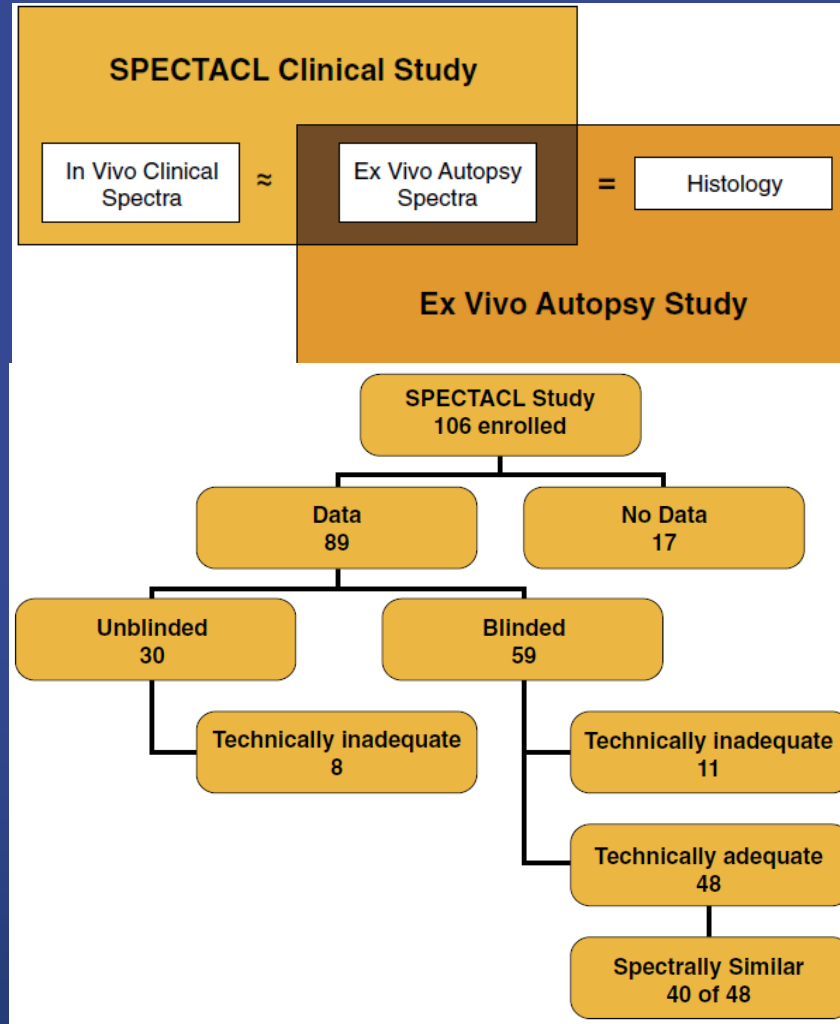 SPECTACL Clinical Study
In Vivo Clinical
Spectra
≈
Ex Vivo Autopsy
Spectra
=
Histology
Ex Vivo Autopsy Study
SPECTACL Study
106 enrolled
Data
89
No Data
17
Unblinded
30
Blinded
59
Technically inadequate
8
Technically inadequate
11
Technically adequate
48
Spectrally Similar
40 of 48